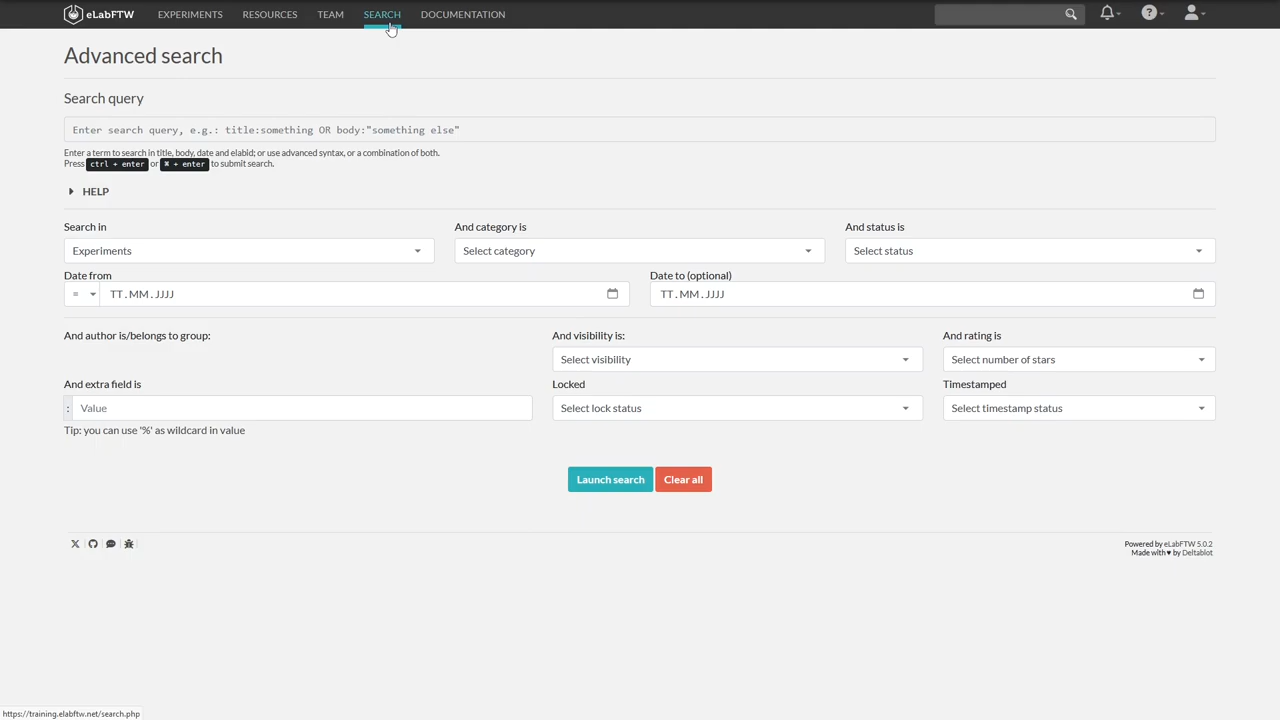 eLabFTW EXPERIMENTS RESOURCES TEAM SEARCH DOCUMENTATION
Advanced search
Search query
Enter search query, e.g.: title:something OR body:"something else"
Enter a term to search in title, body, date and elabid; or use advanced syntax, or a combination of both.
Press ctrl + enter or ⌘ + enter to submit search.
HELP
Search in And category is And status is
Experiments Select category Select status
Date from Date to (optional)
= TT.MM.JJJJ TT.MM.JJJJ
And author is/belongs to group: And visibility is: And rating is
Select visibility Select number of stars
And extra field is Locked Timestamped
: Value Select lock status Select timestamp status
Tip: you can use '%' as wildcard in value
Launch search Clear all
Powered by eLabFTW 5.0.2
Made with ♥ by Deltablot
https://training.elabftw.net/search.php